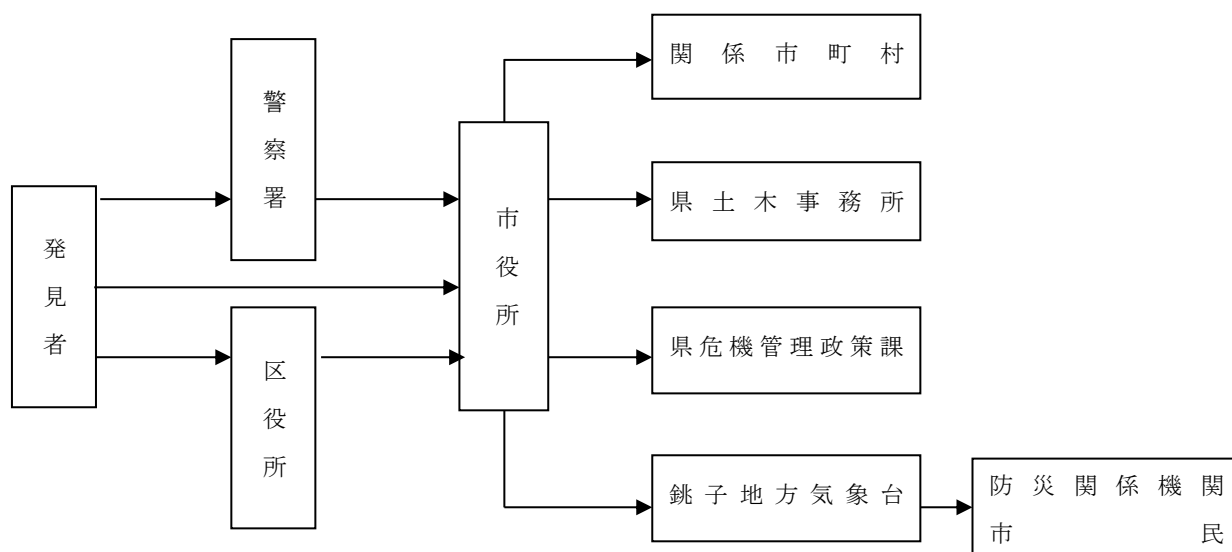 発見者
警察署
区役所
市役所
関係市町村
県土木事務所
県危機管理政策課
銚子地方気象台
防災関係機関
市民